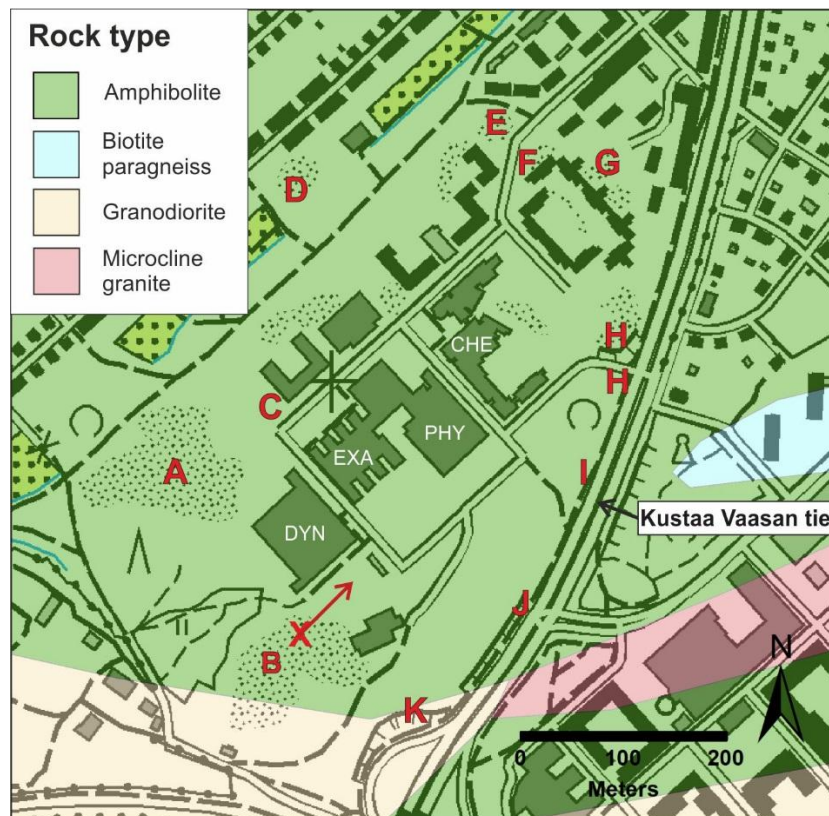 Rock type
Amphibolite
Biotite
paragneiss
Granodiorite
Microcline
granite
E
F
G
D
H
CHE
H
C
PHY
I
EXA
A
Kustaa Vaasan tie
DYN
J
X
B
N
K
0 100 200
Meters